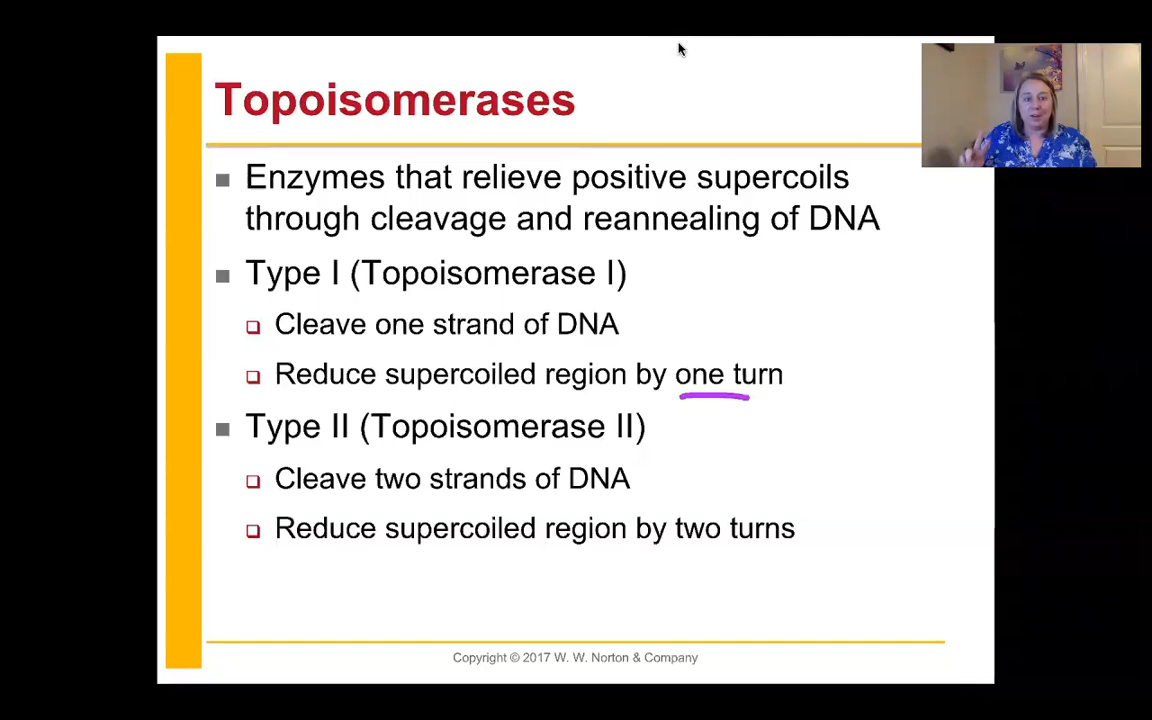 Topoisomerases
Enzymes that relieve positive supercoils
through cleavage and reannealing of DNA
Type I (Topoisomerase I)
Cleave one strand of DNA
Reduce supercoiled region by one turn
Type II (Topoisomerase II)
Cleave two strands of DNA
Reduce supercoiled region by two turns
Copyright © 2017 W. W. Norton & Company